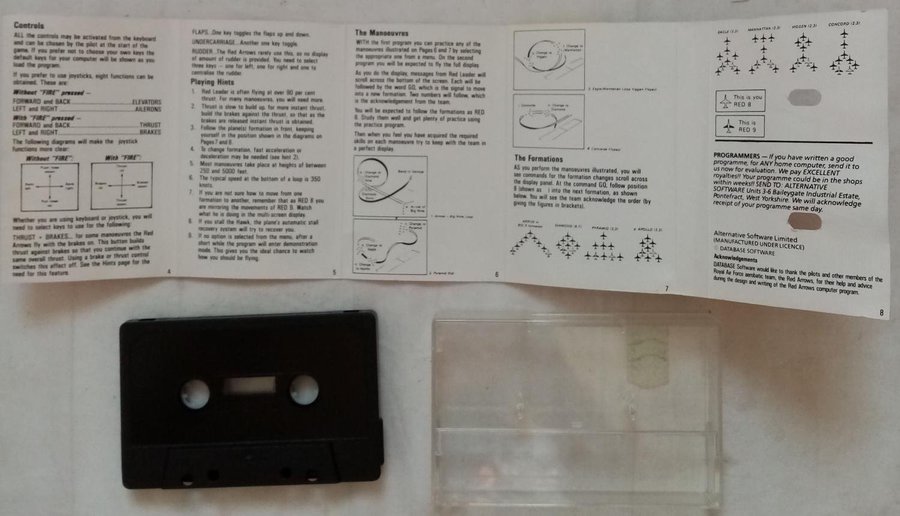 Controls
ALL the controls may be activated from the keyboard
and can be chosen by the pilot at the start of the
game. If you prefer not to choose your own keys the
default keys for your computer will be shown as you
load the program.
If you prefer to use joysticks, eight functions can be
obtained. These are:
Without "FIRE" pressed —
FORWARD and BACK ELEVATORS
LEFT and RIGHT AILERONS
With "FIRE" pressed —
FORWARD and BACK THRUST
LEFT and RIGHT BRAKES
The following diagrams will make the joystick
functions more clear:
Without "FIRE": With "FIRE":
Whether you are using keyboard or joystick, you will
need to select keys to use for the following:
THRUST + BRAKES... for some manoeuvres the Red
Arrows fly with the brakes on. This button builds
thrust against brakes so that you continue with the
same overall thrust. Using a brake or thrust control
switches this effect off. See the Hints page for the
need for this feature.
4
FLAPS...One key toggles the flaps up and down.
UNDERCARRIAGE...Another one key toggle.
RUDDER...The Red Arrows rarely use this, so no display
of amount of rudder is provided. You need to select
three keys — one for left, one for right and one to
centralise the rudder.
Playing Hints
1. Red Leader is often flying at over 90 per cent
thrust. For many manoeuvres, you will need more.
2. Thrust is slow to build up, for more instant thrust,
build the brakes against the thrust, so that as the
brakes are released instant thrust is obtained.
3. Follow the plane(s) formation in front, keeping
yourself in the position shown in the diagrams on
Pages 7 and 8.
4. To change formation, fast acceleration or
deceleration may be needed (see hint 2).
5. Most manoeuvres take place at heights of between
250 and 5000 feet.
6. The typical speed at the bottom of a loop is 350
knots.
7. If you are not sure how to move from one
formation to another, remember that as RED 8 you
are mirroring the movements of RED 9. Watch
what he is doing in the multi-screen display.
8. If you stall the Hawk, the plane's automatic stall
recovery system will try to recover you.
9. If no option is selected from the menu, after a
short while the program will enter demonstration
mode. This gives you the ideal chance to watch
how you should be flying.
5
The Manoeuvres
WITH the first program you can practice any of the
manoeuvres illustrated on Pages 6 and 7 by selecting
the appropriate one from a menu. On the second
program you will be expected to fly the full display.
As you do the display, messages from Red Leader will
scroll across the bottom of the screen. Each will be
followed by the word GO, which is the signal to move
into a new formation. Two numbers will follow, which
is the acknowledgement from the team.
You will be expected to follow the formations as RED
8. Study them well and get plenty of practice using
the practice program.
Then when you feel you have acquired the required
skills on each manoeuvre try to keep with the team in
a perfect display.
6
The Formations
AS you perform the manoeuvres illustrated, you will
see commands for the formation changes scroll across
the display panel. At the command GO, follow position
8 (shown as ) into the next formation, as shown
below. You will see the team acknowledge the order (by
giving the figures in brackets).
DIAMOND (6,7)
PYRAMID (2,3)
APOLLO (2,3)
7
EAGLE (2,3) MANHATTAN (2,3) VIGGEN (2,3) CONCORD (2,3)
This is you
RED 8
This is
RED 9
PROGRAMMERS — If you have written a good
programme, for ANY home computer, send it to
us now for evaluation. We pay EXCELLENT
royalties!! Your programme could be in the shops
within weeks!! SEND TO: ALTERNATIVE
SOFTWARE Units 3-6 Baileygate Industrial Estate,
Pontefract, West Yorkshire. We will acknowledge
receipt of your programme same day.
Alternative Software Limited
(MANUFACTURED UNDER LICENCE)
© DATABASE SOFTWARE
Acknowledgements
DATABASE Software would like to thank the pilots and other members of the
Royal Air Force aerobatic team, the Red Arrows, for their help and advice
during the design and writing of the Red Arrows computer program.
8